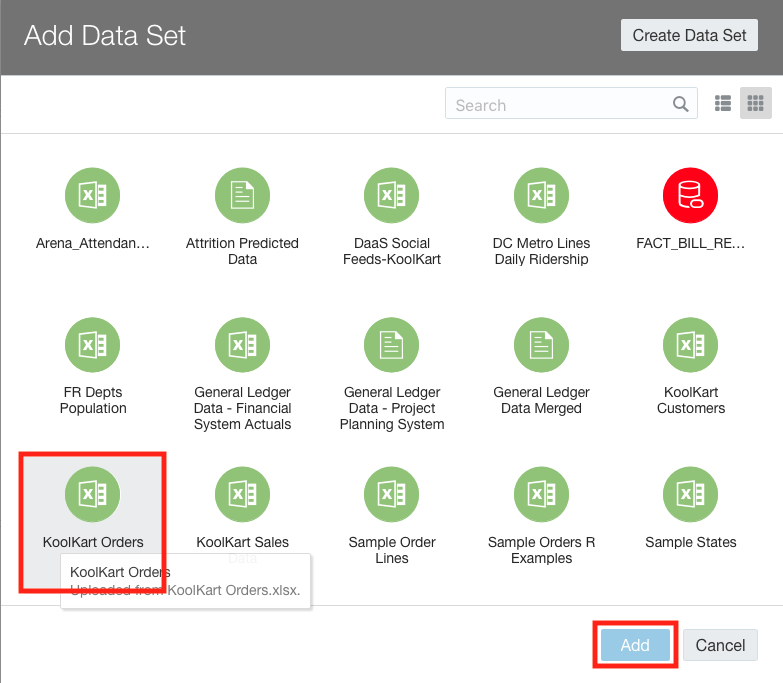 Add Data Set
Create Data Set
Search
Arena_Attendan...
Attrition Predicted
Data
DaaS Social
Feeds-KoolKart
DC Metro Lines
Daily Ridership
FACT_BILL_RE...
FR Depts
Population
General Ledger
Data - Financial
System Actuals
General Ledger
Data - Project
Planning System
General Ledger
Data Merged
KoolKart
Customers
KoolKart Orders
KoolKart Sales
Data
Sample Order
Lines
Sample Orders R
Examples
Sample States
KoolKart Orders
Uploaded from KoolKart Orders.xlsx.
Add
Cancel